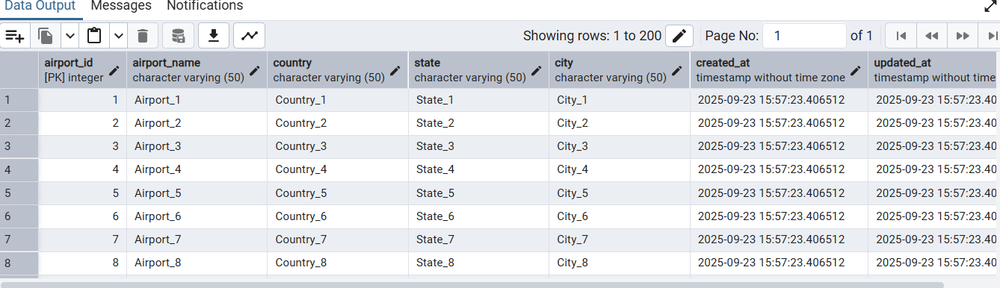 Data Output Messages Notifications
Showing rows: 1 to 200 Page No: 1 of 1
airport_id airport_name country state city created_at updated_at
[PK] integer character varying (50) character varying (50) character varying (50) character varying (50) timestamp without time zone timestamp without time
1 1 Airport_1 Country_1 State_1 City_1 2025-09-23 15:57:23.406512 2025-09-23 15:57:23.40
2 2 Airport_2 Country_2 State_2 City_2 2025-09-23 15:57:23.406512 2025-09-23 15:57:23.40
3 3 Airport_3 Country_3 State_3 City_3 2025-09-23 15:57:23.406512 2025-09-23 15:57:23.40
4 4 Airport_4 Country_4 State_4 City_4 2025-09-23 15:57:23.406512 2025-09-23 15:57:23.40
5 5 Airport_5 Country_5 State_5 City_5 2025-09-23 15:57:23.406512 2025-09-23 15:57:23.40
6 6 Airport_6 Country_6 State_6 City_6 2025-09-23 15:57:23.406512 2025-09-23 15:57:23.40
7 7 Airport_7 Country_7 State_7 City_7 2025-09-23 15:57:23.406512 2025-09-23 15:57:23.40
8 8 Airport_8 Country_8 State_8 City_8 2025-09-23 15:57:23.406512 2025-09-23 15:57:23.40